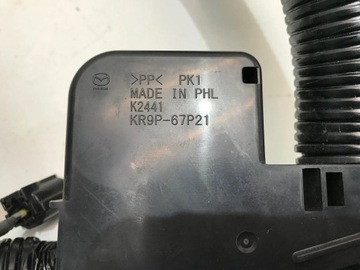 >PP< PK1
MADE IN PHL
K2441
KR9P-67P21